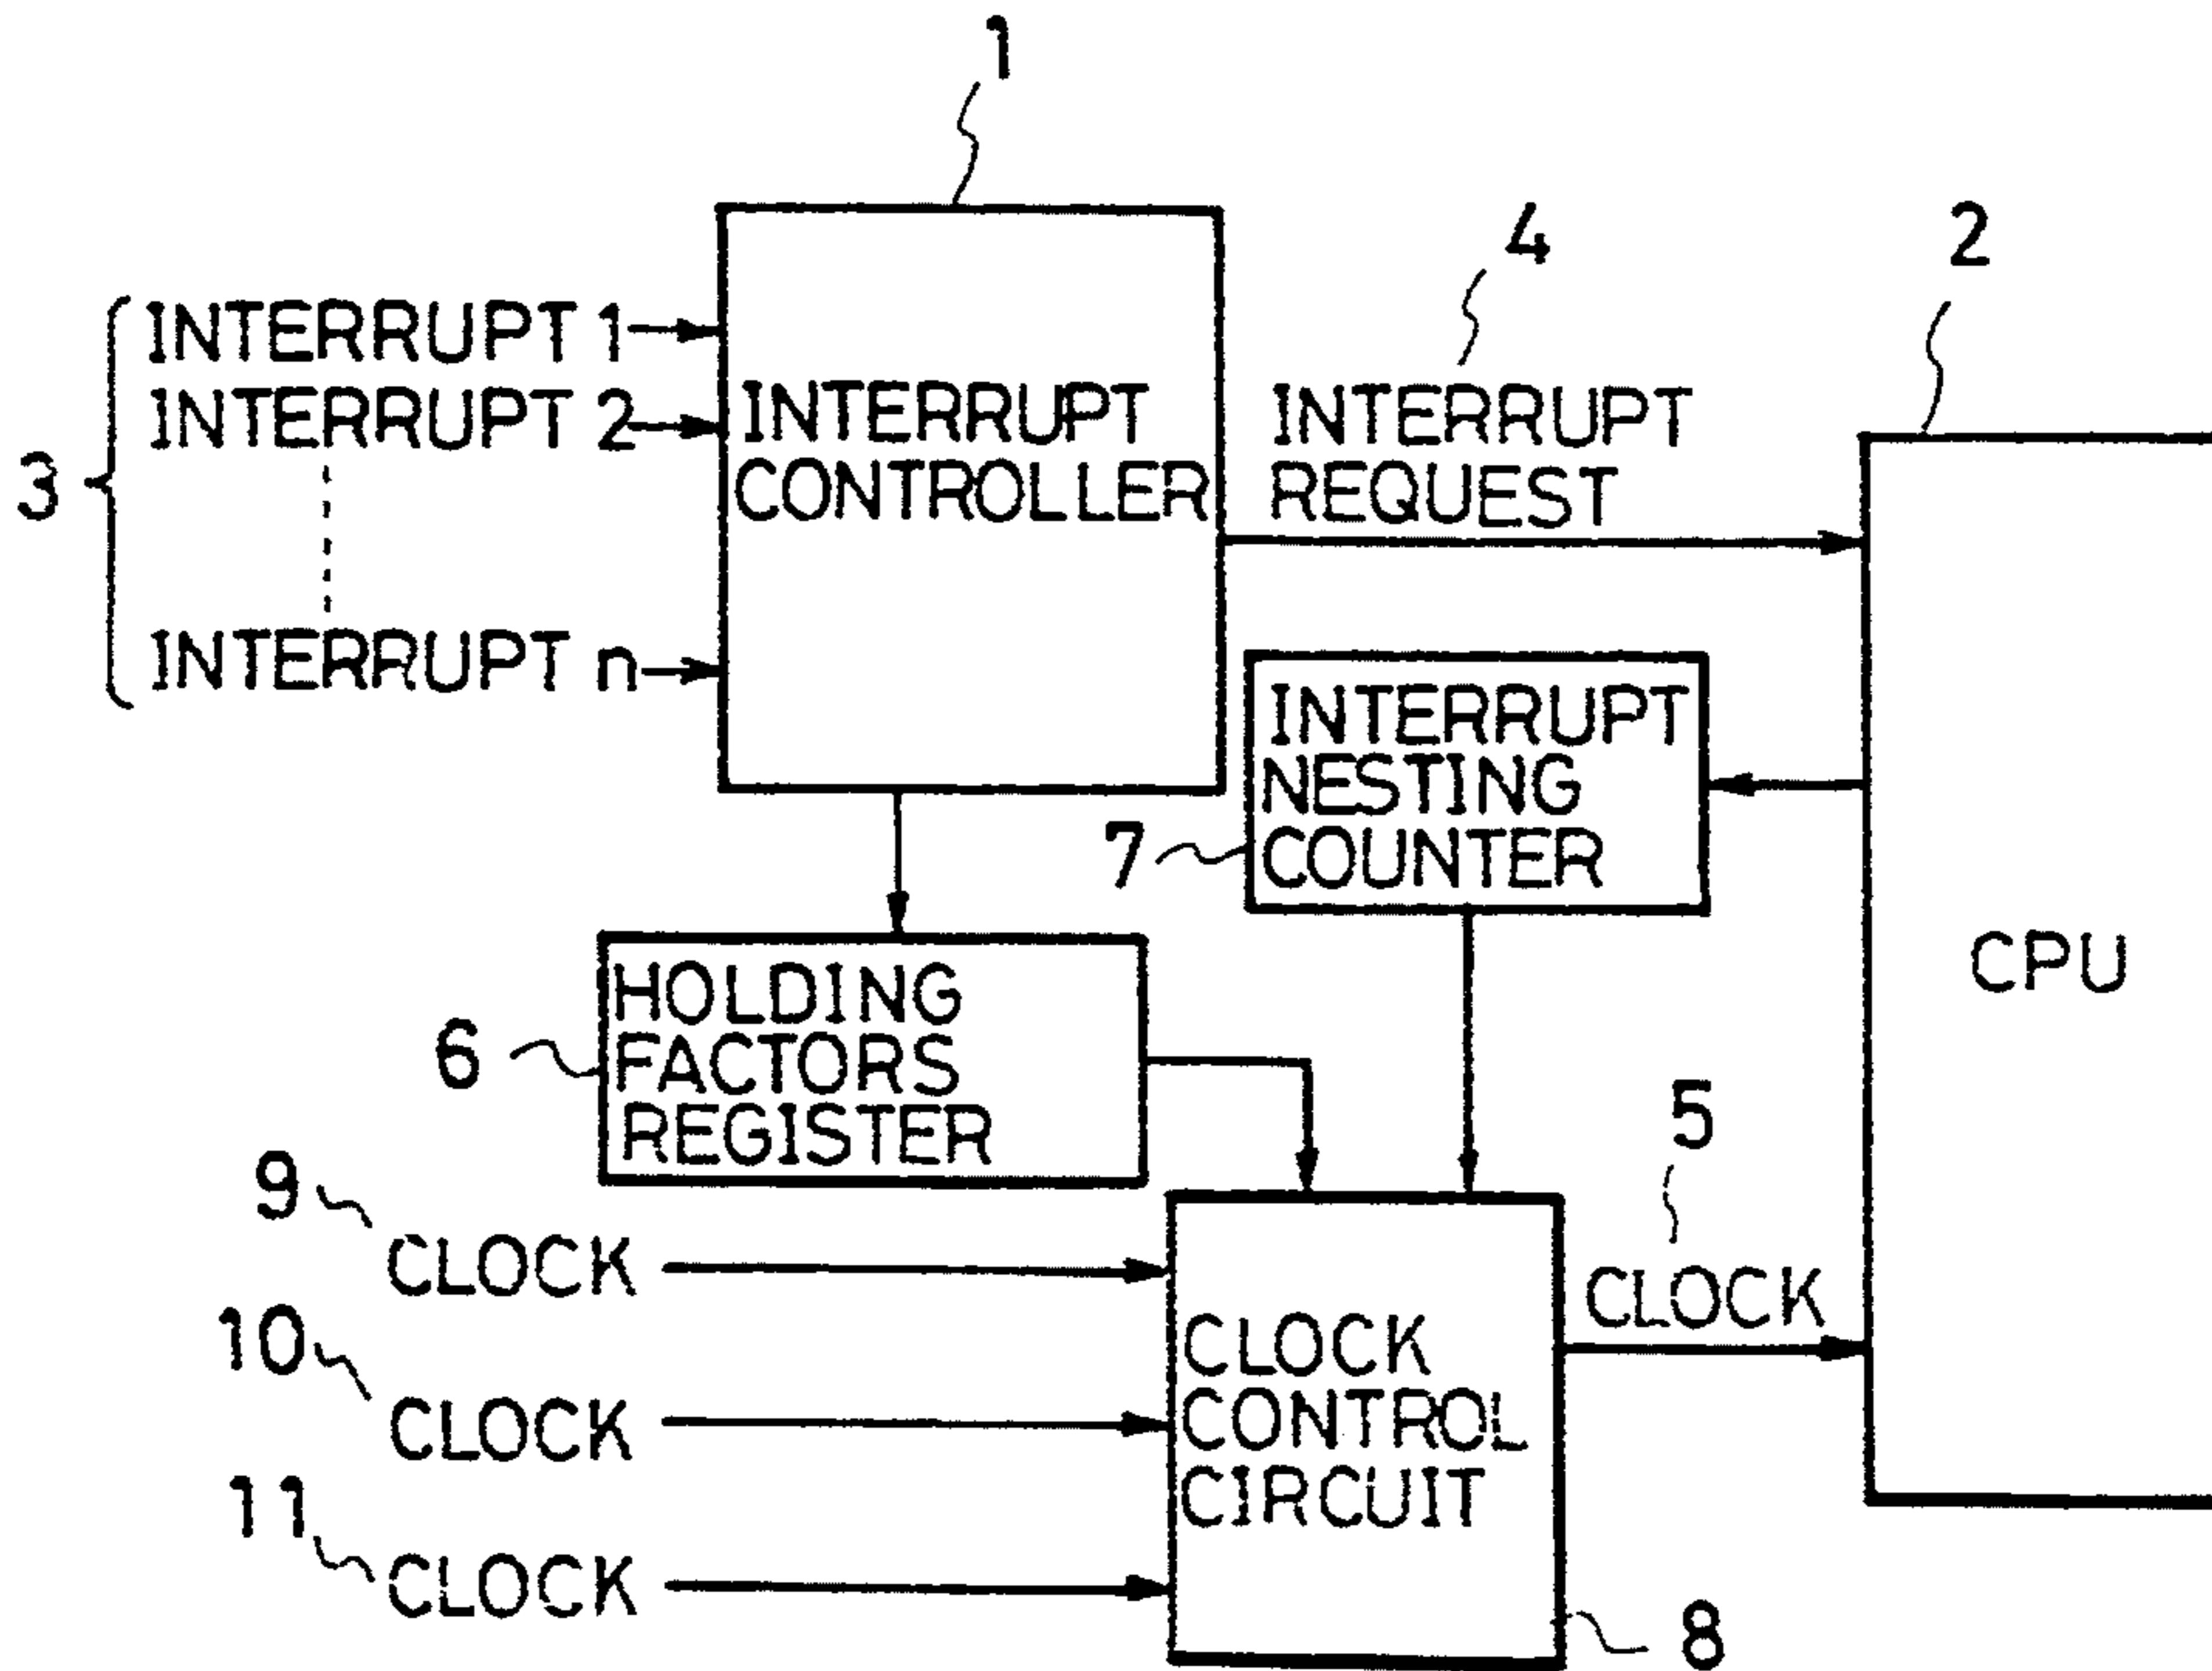 1
4
2
3
INTERRUPT 1
INTERRUPT 2
INTERRUPT n
INTERRUPT
CONTROLLER
INTERRUPT
REQUEST
INTERRUPT
NESTING
COUNTER
7
CPU
6
HOLDING
FACTORS
REGISTER
5
CLOCK
9
CLOCK
10
CLOCK
11
CLOCK
CLOCK
CONTROL
CIRCUIT
8